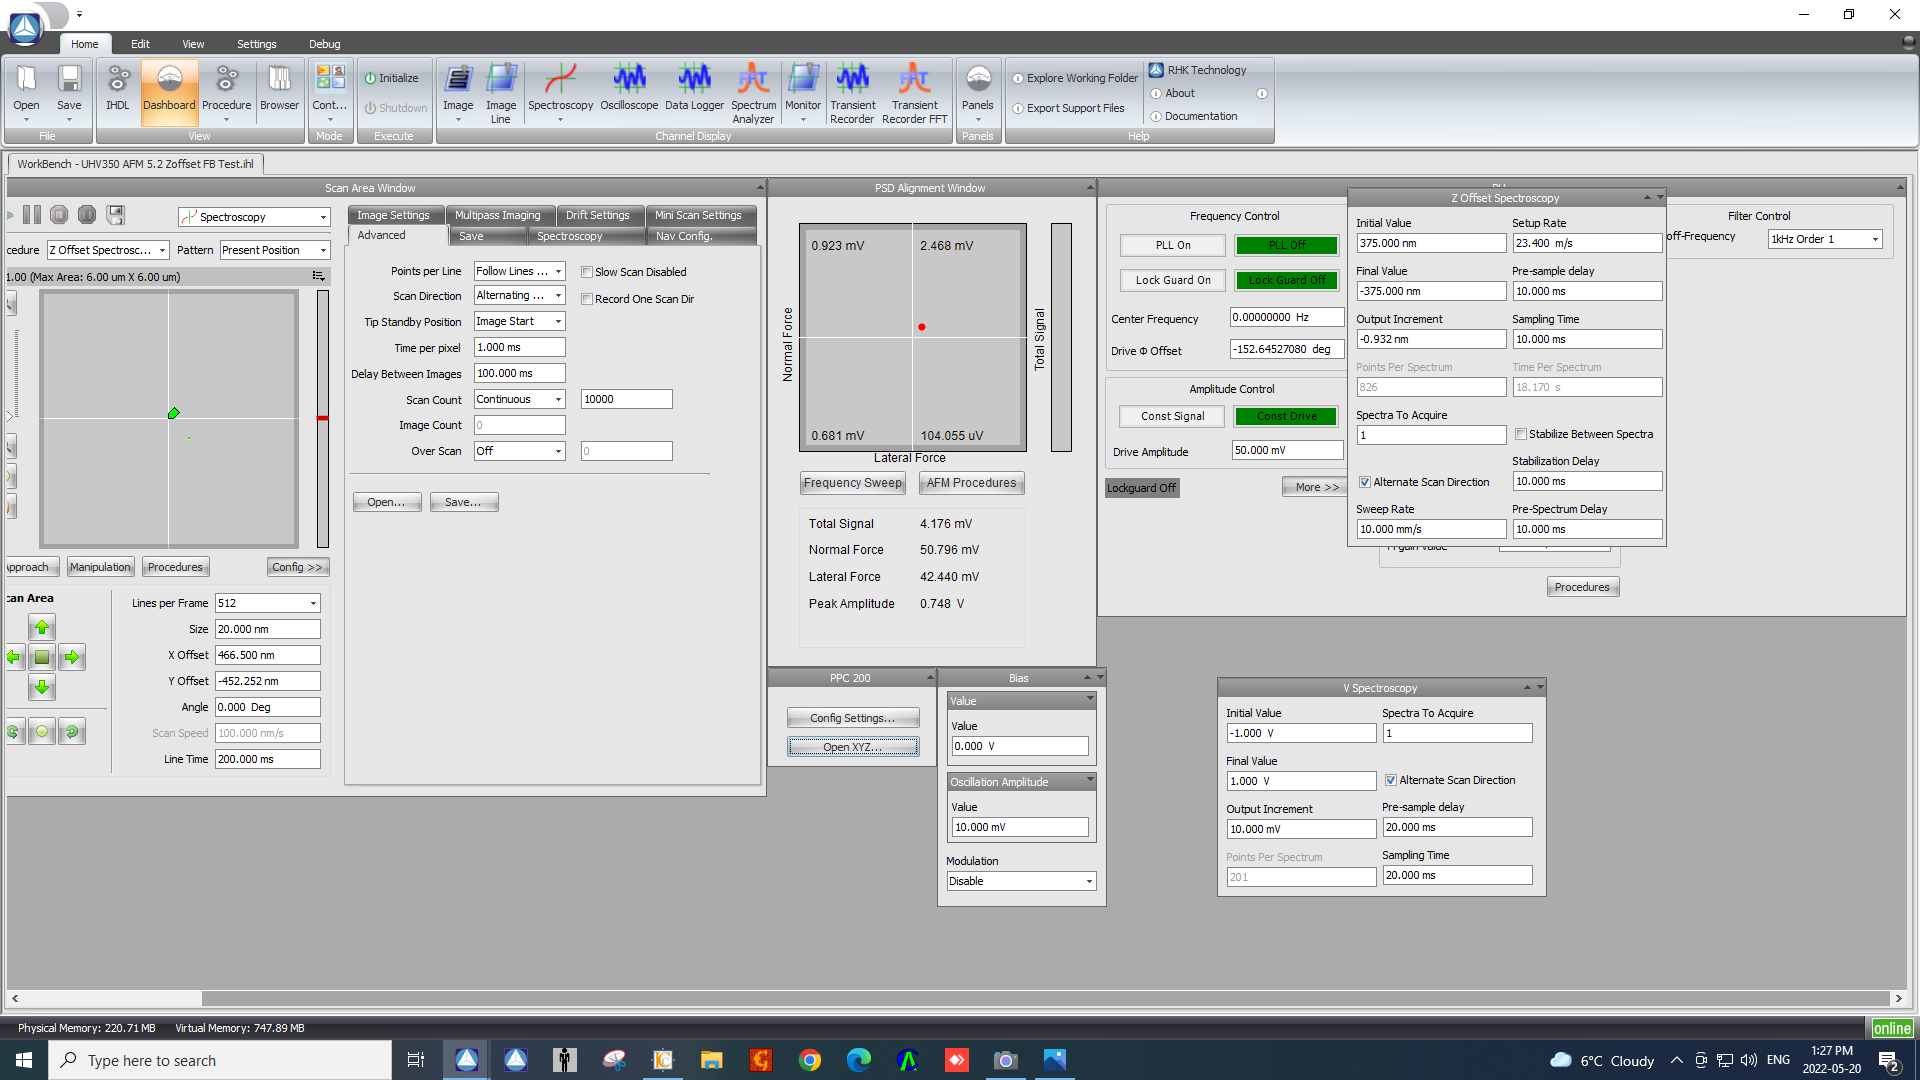 Home Edit View Settings Debug
Open Save IHDL Dashboard Procedure Browser Cont... Initialize Shutdown Image Image Line Spectroscopy Oscilloscope Data Logger Spectrum Analyzer Monitor Transient Recorder Transient Recorder FFT Panels Explore Working Folder Export Support Files RHK Technology About Documentation
File View Mode Execute Channel Display Panels Help
WorkBench - UHV350 AFM 5.2 Zoffset FB Test.ihl
Scan Area Window
Spectroscopy
cedure Z Offset Spectrosc... Pattern Present Position
1.00 (Max Area: 6.00 um X 6.00 um)
pproach Manipulation Procedures Config >>
can Area
Lines per Frame 512
Size 20.000 nm
X Offset 466.500 nm
Y Offset -452.252 nm
Angle 0.000 Deg
Scan Speed 100.000 nm/s
Line Time 200.000 ms
Image Settings Multipass Imaging Drift Settings Mini Scan Settings
Advanced Save Spectroscopy Nav Config.
Points per Line Follow Lines ... Slow Scan Disabled
Scan Direction Alternating ... Record One Scan Dir
Tip Standby Position Image Start
Time per pixel 1.000 ms
Delay Between Images 100.000 ms
Scan Count Continuous 10000
Image Count 0
Over Scan Off 0
Open... Save...
PSD Alignment Window
0.923 mV 2.468 mV
Normal Force
Total Signal
0.681 mV 104.055 uV
Lateral Force
Frequency Sweep AFM Procedures
Total Signal 4.176 mV
Normal Force 50.796 mV
Lateral Force 42.440 mV
Peak Amplitude 0.748 V
PPC 200
Config Settings...
Open XYZ...
Bias
Value
Value
0.000 V
Oscillation Amplitude
Value
10.000 mV
Modulation
Disable
Frequency Control
PLL On PLL Off
Lock Guard On Lock Guard Off
Center Frequency 0.00000000 Hz
Drive Φ Offset -152.64527080 deg
Amplitude Control
Const Signal Const Drive
Drive Amplitude 50.000 mV
Lockguard Off More >>
Z Offset Spectroscopy
Initial Value Setup Rate
375.000 nm 23.400 m/s
Final Value Pre-sample delay
-375.000 nm 10.000 ms
Output Increment Sampling Time
-0.932 nm 10.000 ms
Points Per Spectrum Time Per Spectrum
826 18.170 s
Spectra To Acquire
1 Stabilize Between Spectra
Stabilization Delay
Alternate Scan Direction 10.000 ms
Sweep Rate Pre-Spectrum Delay
10.000 mm/s 10.000 ms
Filter Control
off-Frequency 1kHz Order 1
Procedures
V Spectroscopy
Initial Value Spectra To Acquire
-1.000 V 1
Final Value
1.000 V Alternate Scan Direction
Output Increment Pre-sample delay
10.000 mV 20.000 ms
Points Per Spectrum Sampling Time
201 20.000 ms
Physical Memory: 220.71 MB Virtual Memory: 747.89 MB online
Type here to search
6°C Cloudy ENG 1:27 PM
2022-05-20 2